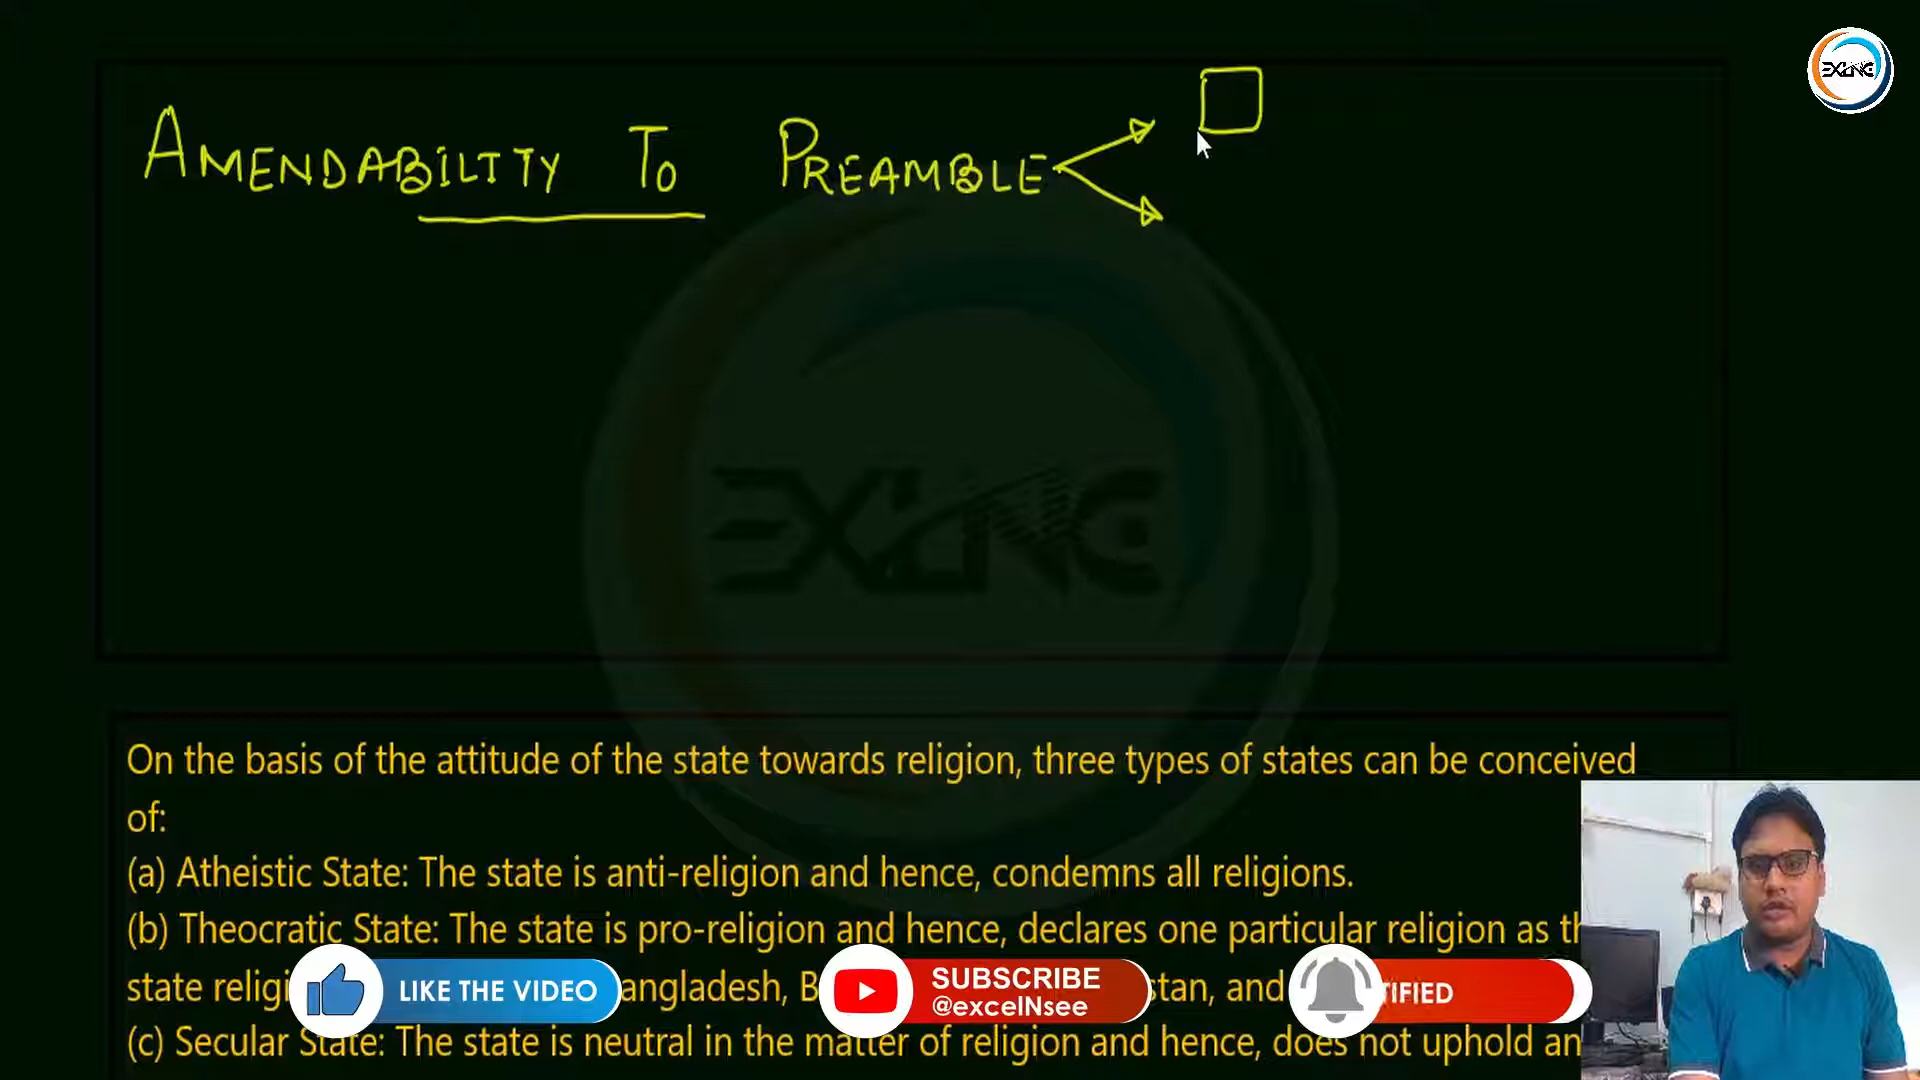 EXLNC
AMENDABILITY TO PREAMBLE
EXLNC
On the basis of the attitude of the state towards religion, three types of states can be conceived
of:
(a) Atheistic State: The state is anti-religion and hence, condemns all religions.
(b) Theocratic State: The state is pro-religion and hence, declares one particular religion as th
state religi angladesh, B stan, and
LIKE THE VIDEO
SUBSCRIBE
@excelNsee
TIFIED
(c) Secular State: The state is neutral in the matter of religion and hence, does not uphold an